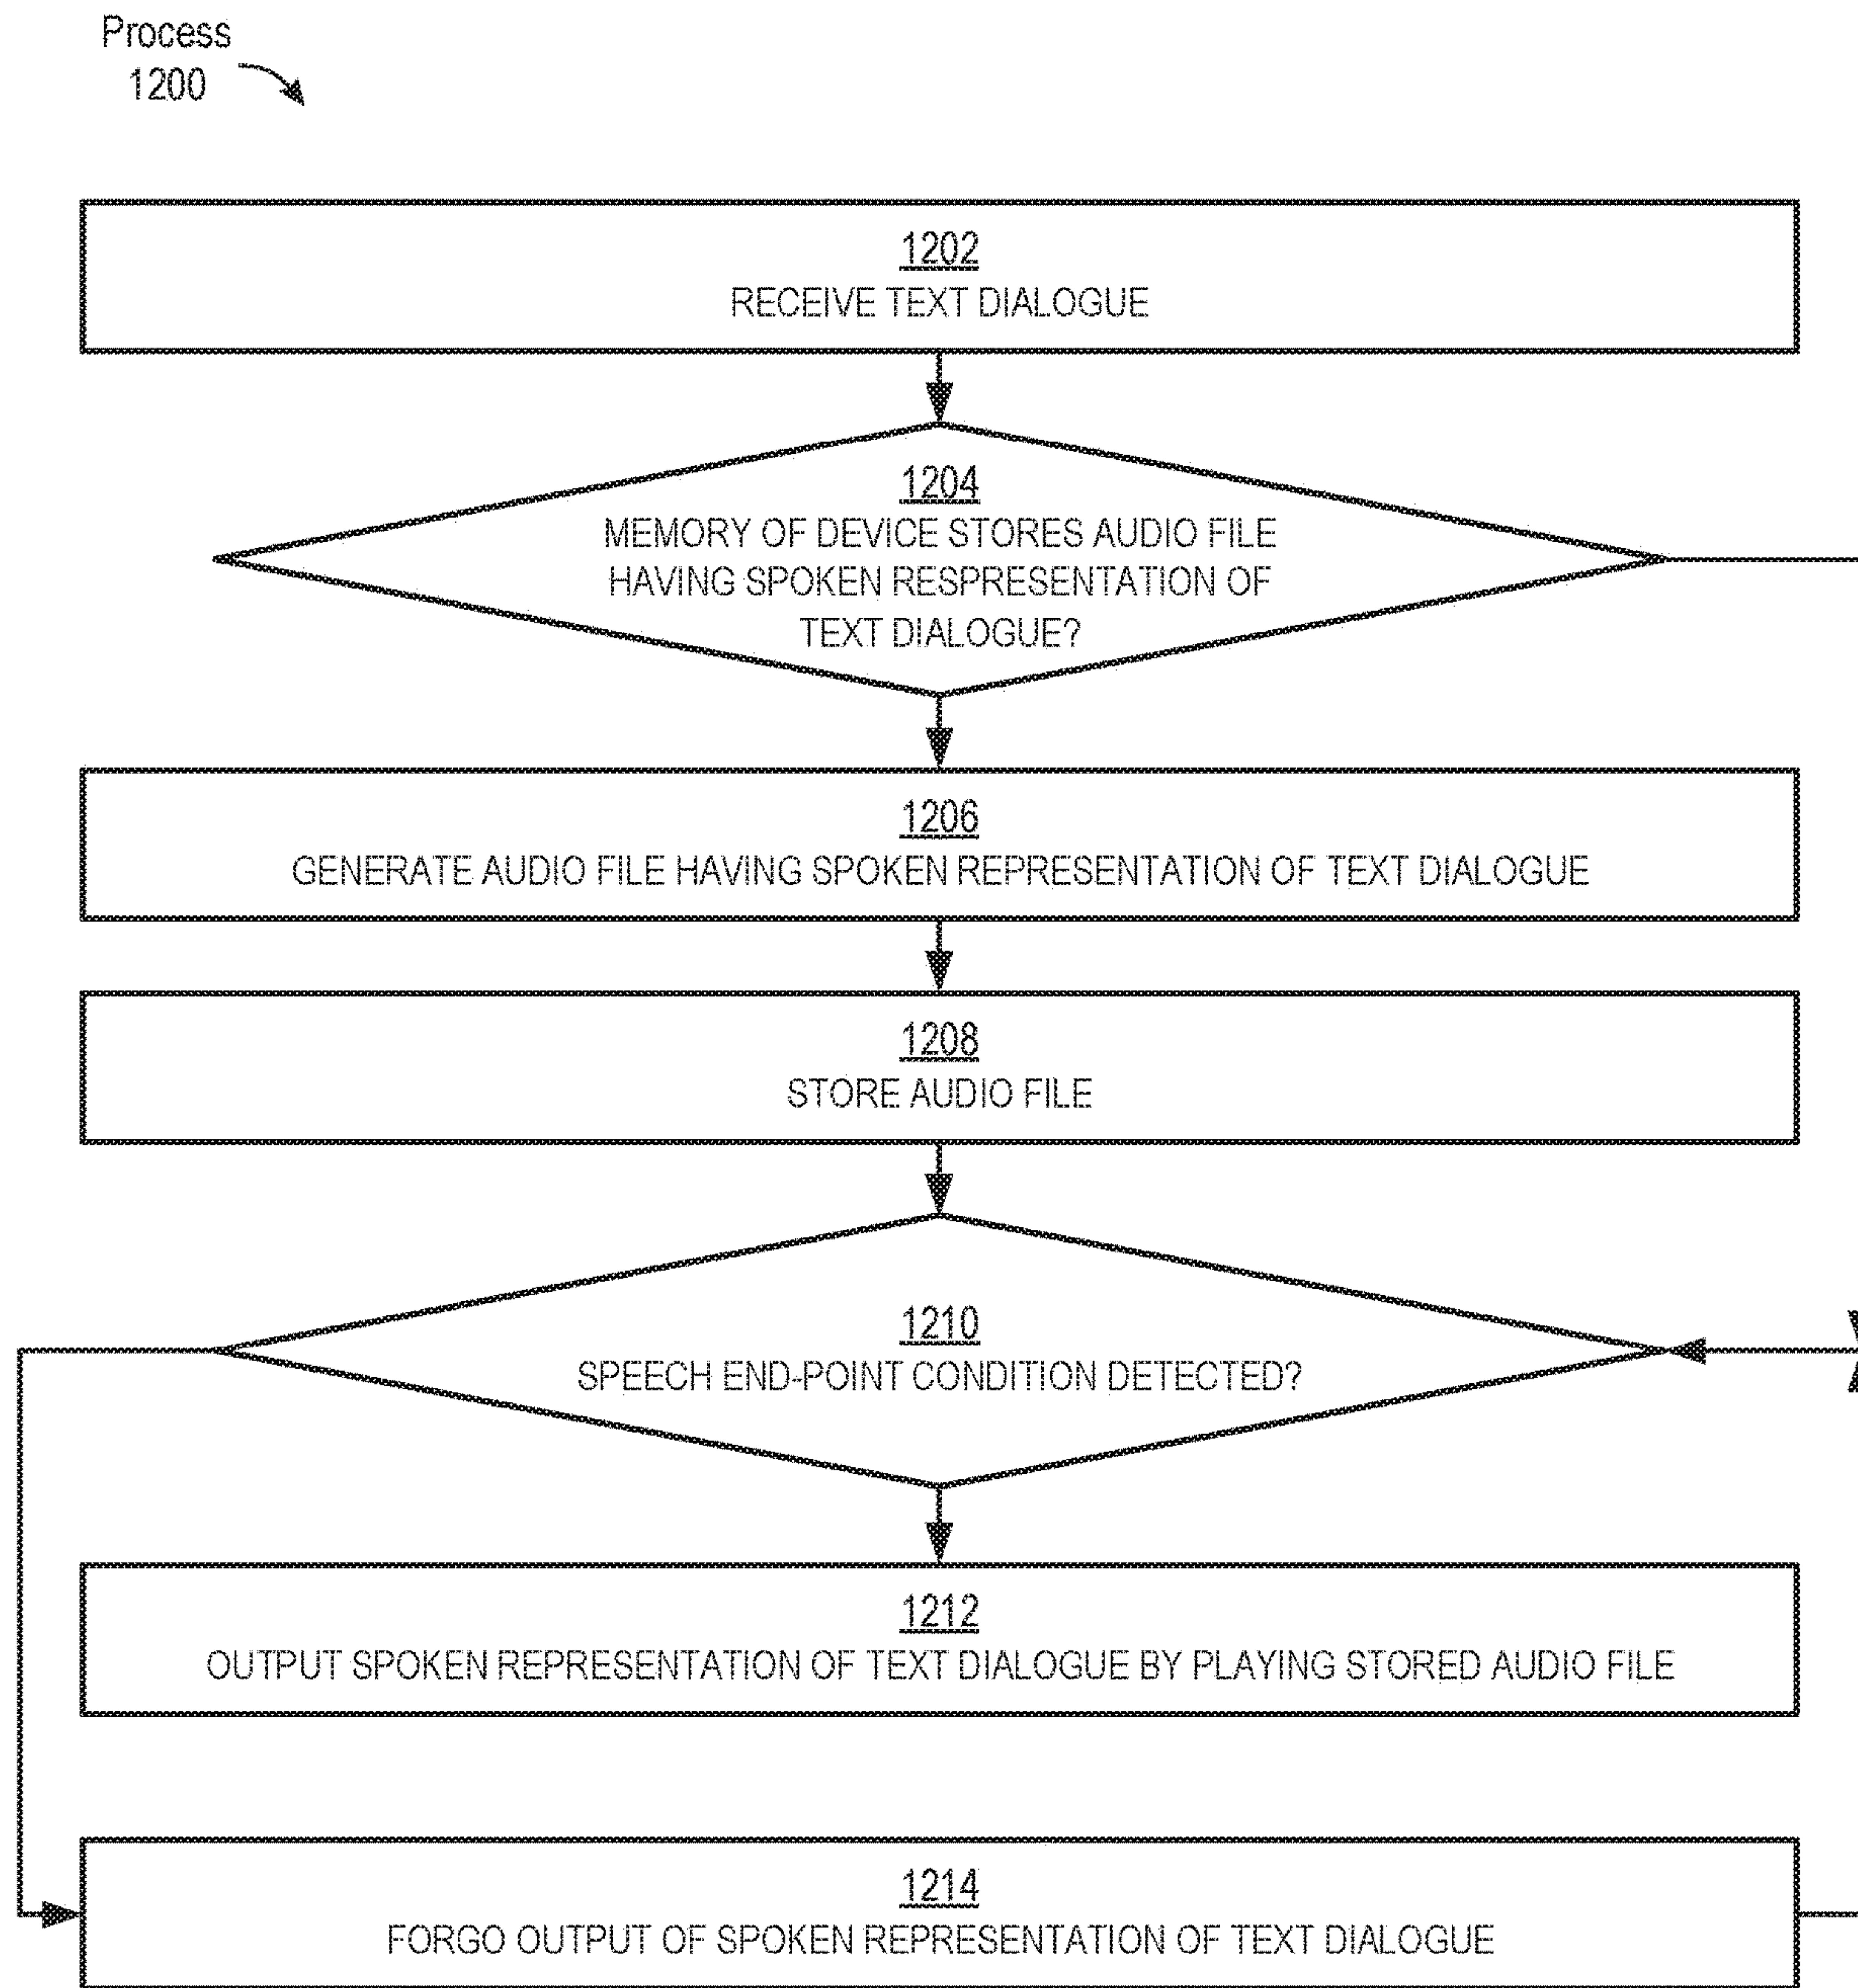 Process
1200
1202
RECEIVE TEXT DIALOGUE
1204
MEMORY OF DEVICE STORES AUDIO FILE
HAVING SPOKEN RESPRESENTATION OF
TEXT DIALOGUE?
1206
GENERATE AUDIO FILE HAVING SPOKEN REPRESENTATION OF TEXT DIALOGUE
1208
STORE AUDIO FILE
1210
SPEECH END-POINT CONDITION DETECTED?
1212
OUTPUT SPOKEN REPRESENTATION OF TEXT DIALOGUE BY PLAYING STORED AUDIO FILE
1214
FORGO OUTPUT OF SPOKEN REPRESENTATION OF TEXT DIALOGUE